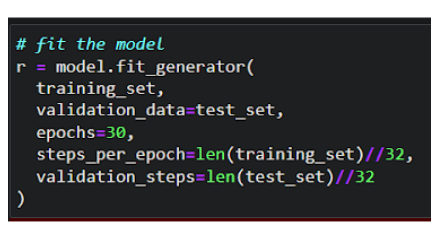 # fit the model
r = model.fit_generator(
  training_set,
  validation_data=test_set,
  epochs=30,
  steps_per_epoch=len(training_set)//32,
  validation_steps=len(test_set)//32
)